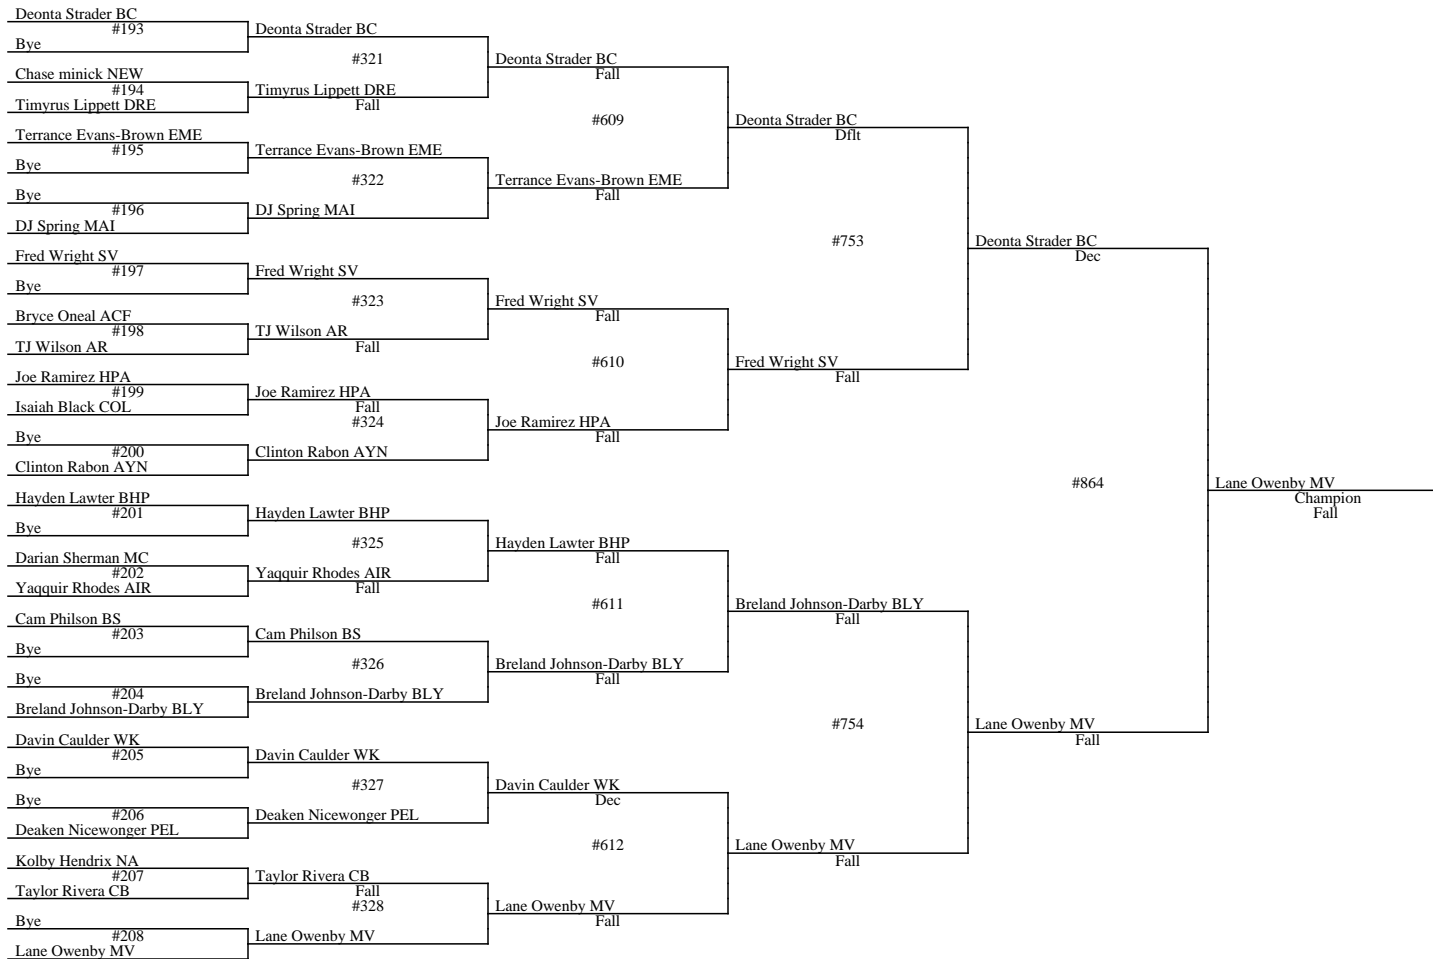 Deonta Strader BC
#193
Bye
Chase minick NEW
#194
Timyrus Lippett DRE
Terrance Evans-Brown EME
#195
Bye
Bye
#196
DJ Spring MAI
Fred Wright SV
#197
Bye
Bryce Oneal ACF
#198
TJ Wilson AR
Joe Ramirez HPA
#199
Isaiah Black COL
Bye
#200
Clinton Rabon AYN
Hayden Lawter BHP
#201
Bye
Darian Sherman MC
#202
Yaqquir Rhodes AIR
Cam Philson BS
#203
Bye
Bye
#204
Breland Johnson-Darby BLY
Davin Caulder WK
#205
Bye
Bye
#206
Deaken Nicewonger PEL
Kolby Hendrix NA
#207
Taylor Rivera CB
Bye
#208
Lane Owenby MV
Deonta Strader BC
#321
Timyrus Lippett DRE
Fall
Terrance Evans-Brown EME
#322
DJ Spring MAI
Fred Wright SV
#323
TJ Wilson AR
Fall
Joe Ramirez HPA
Fall
#324
Clinton Rabon AYN
Hayden Lawter BHP
#325
Yaqquir Rhodes AIR
Fall
Cam Philson BS
#326
Breland Johnson-Darby BLY
Davin Caulder WK
#327
Deaken Nicewonger PEL
Taylor Rivera CB
Fall
#328
Lane Owenby MV
Deonta Strader BC
Fall
#609
Terrance Evans-Brown EME
Fall
Fred Wright SV
Fall
#610
Joe Ramirez HPA
Fall
Hayden Lawter BHP
Fall
#611
Breland Johnson-Darby BLY
Fall
Davin Caulder WK
Dec
#612
Lane Owenby MV
Fall
Deonta Strader BC
Dflt
#753
Fred Wright SV
Fall
Breland Johnson-Darby BLY
Fall
#754
Lane Owenby MV
Fall
Deonta Strader BC
Dec
#864
Lane Owenby MV
Fall
Lane Owenby MV
Champion
Fall